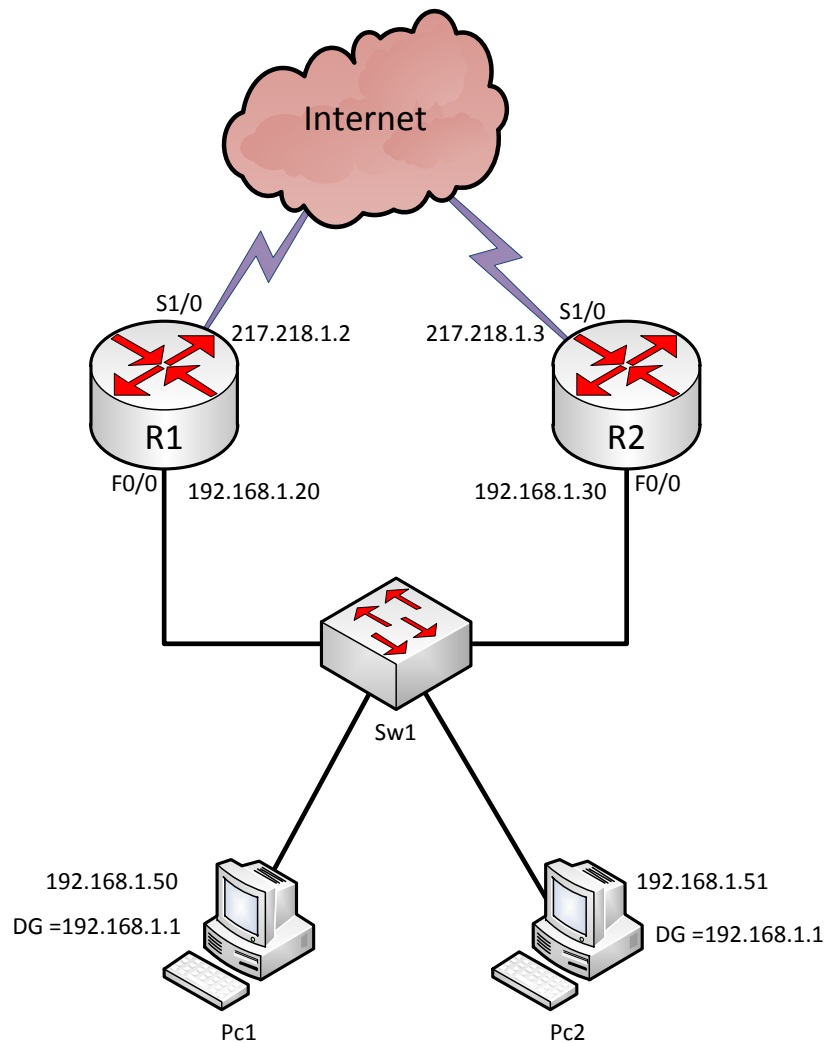 Internet
S1/0
S1/0
217.218.1.2
217.218.1.3
R1
R2
F0/0
192.168.1.20
192.168.1.30
F0/0
Sw1
192.168.1.50
192.168.1.51
DG =192.168.1.1
DG =192.168.1.1
Pc1
Pc2